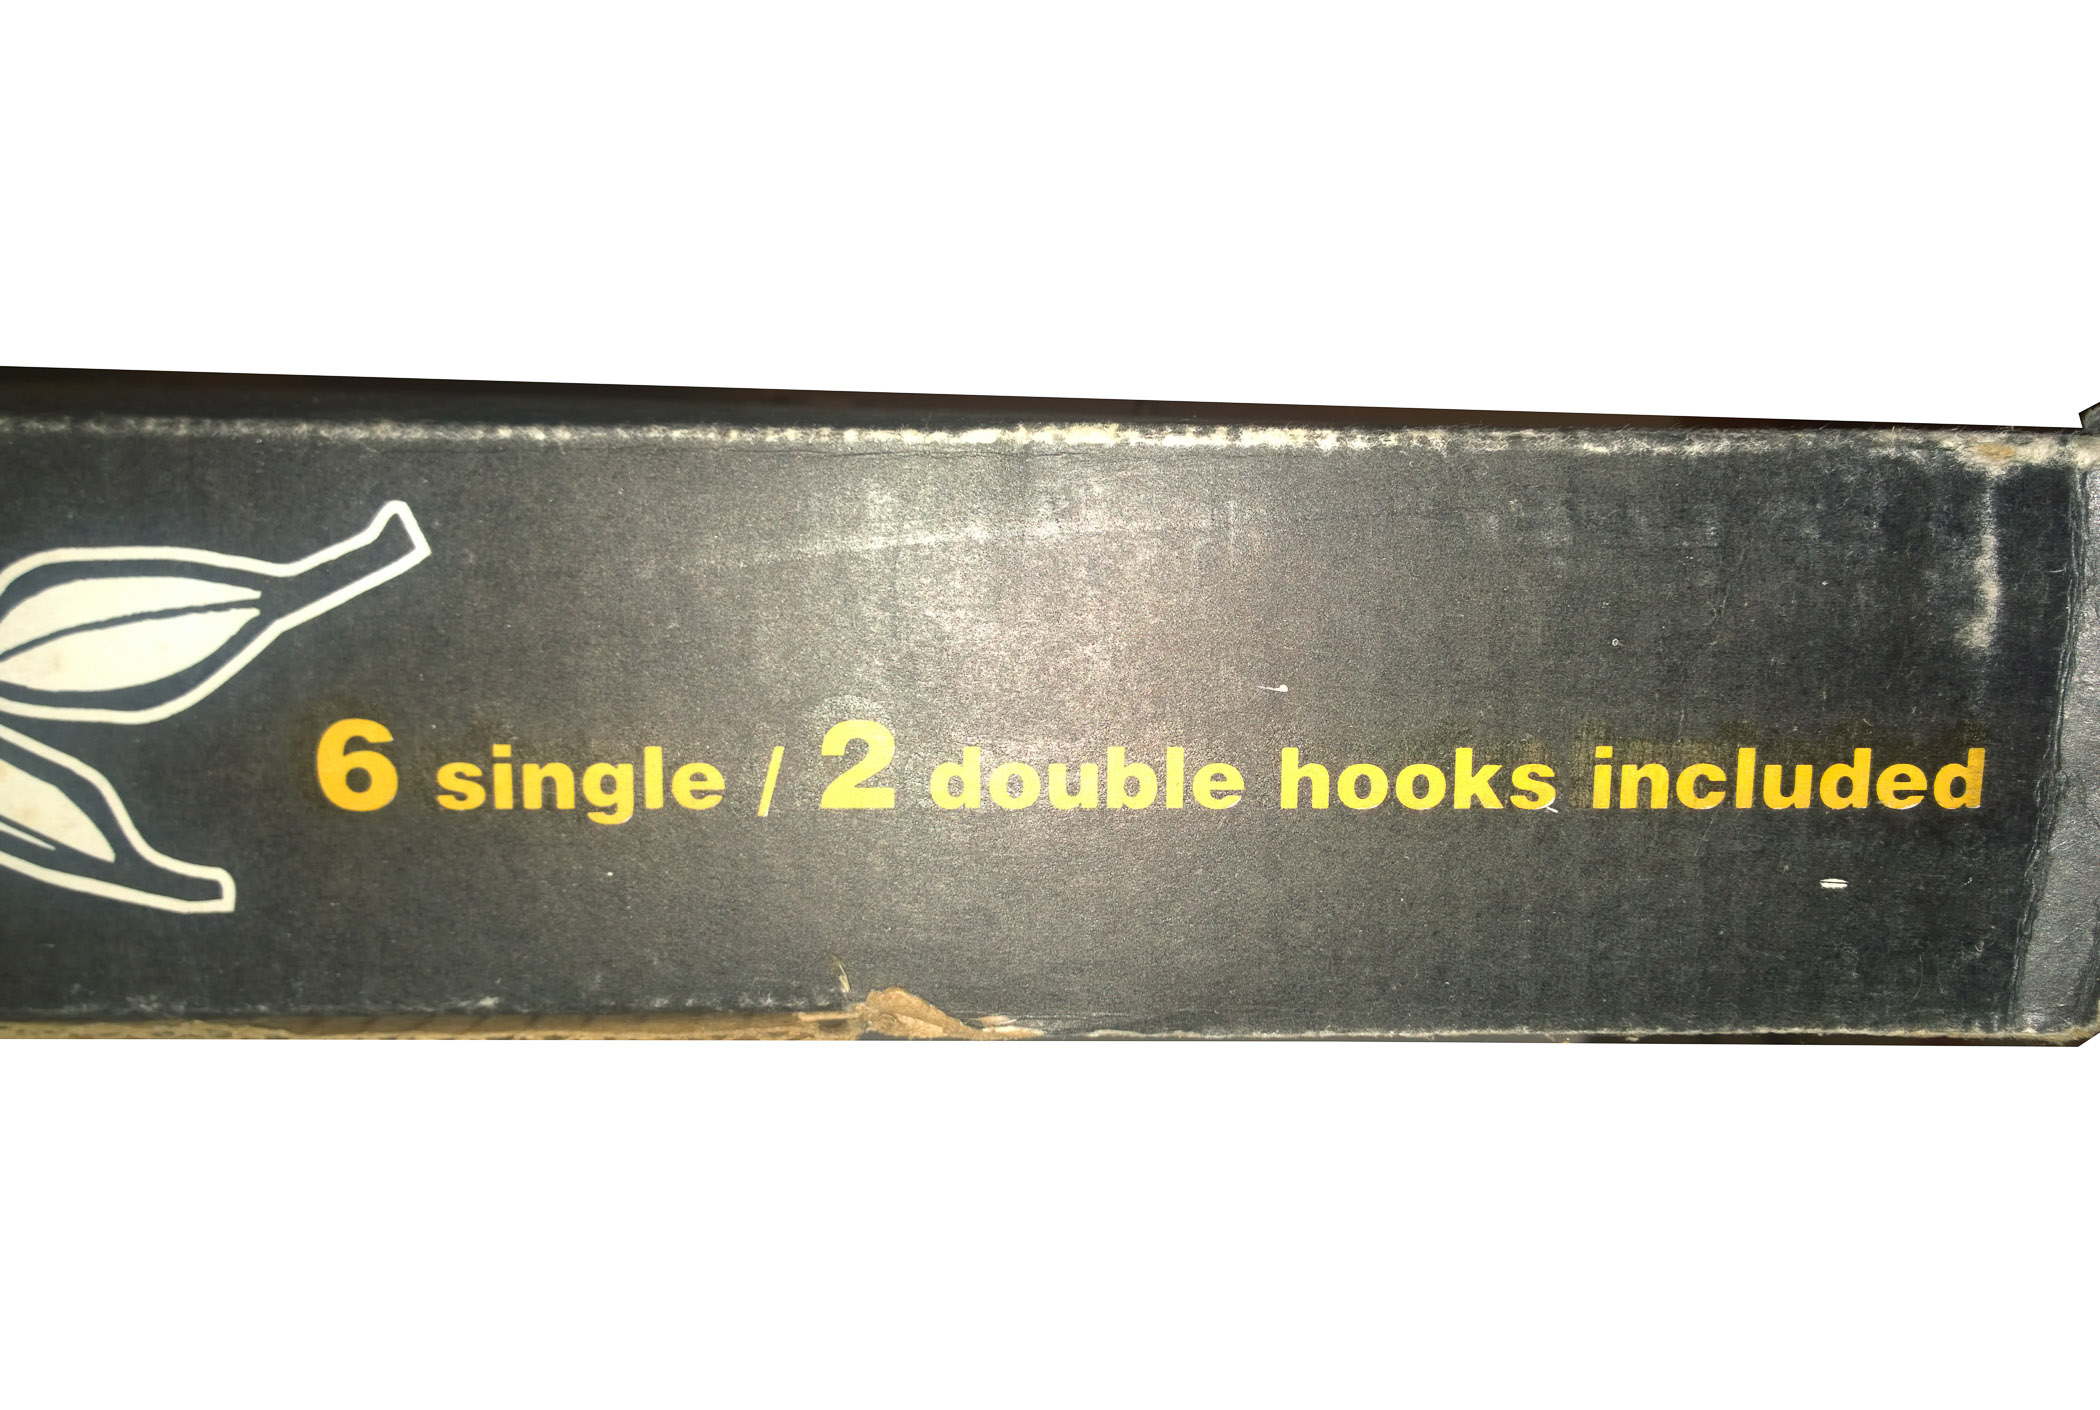 6 single / 2 double hooks included